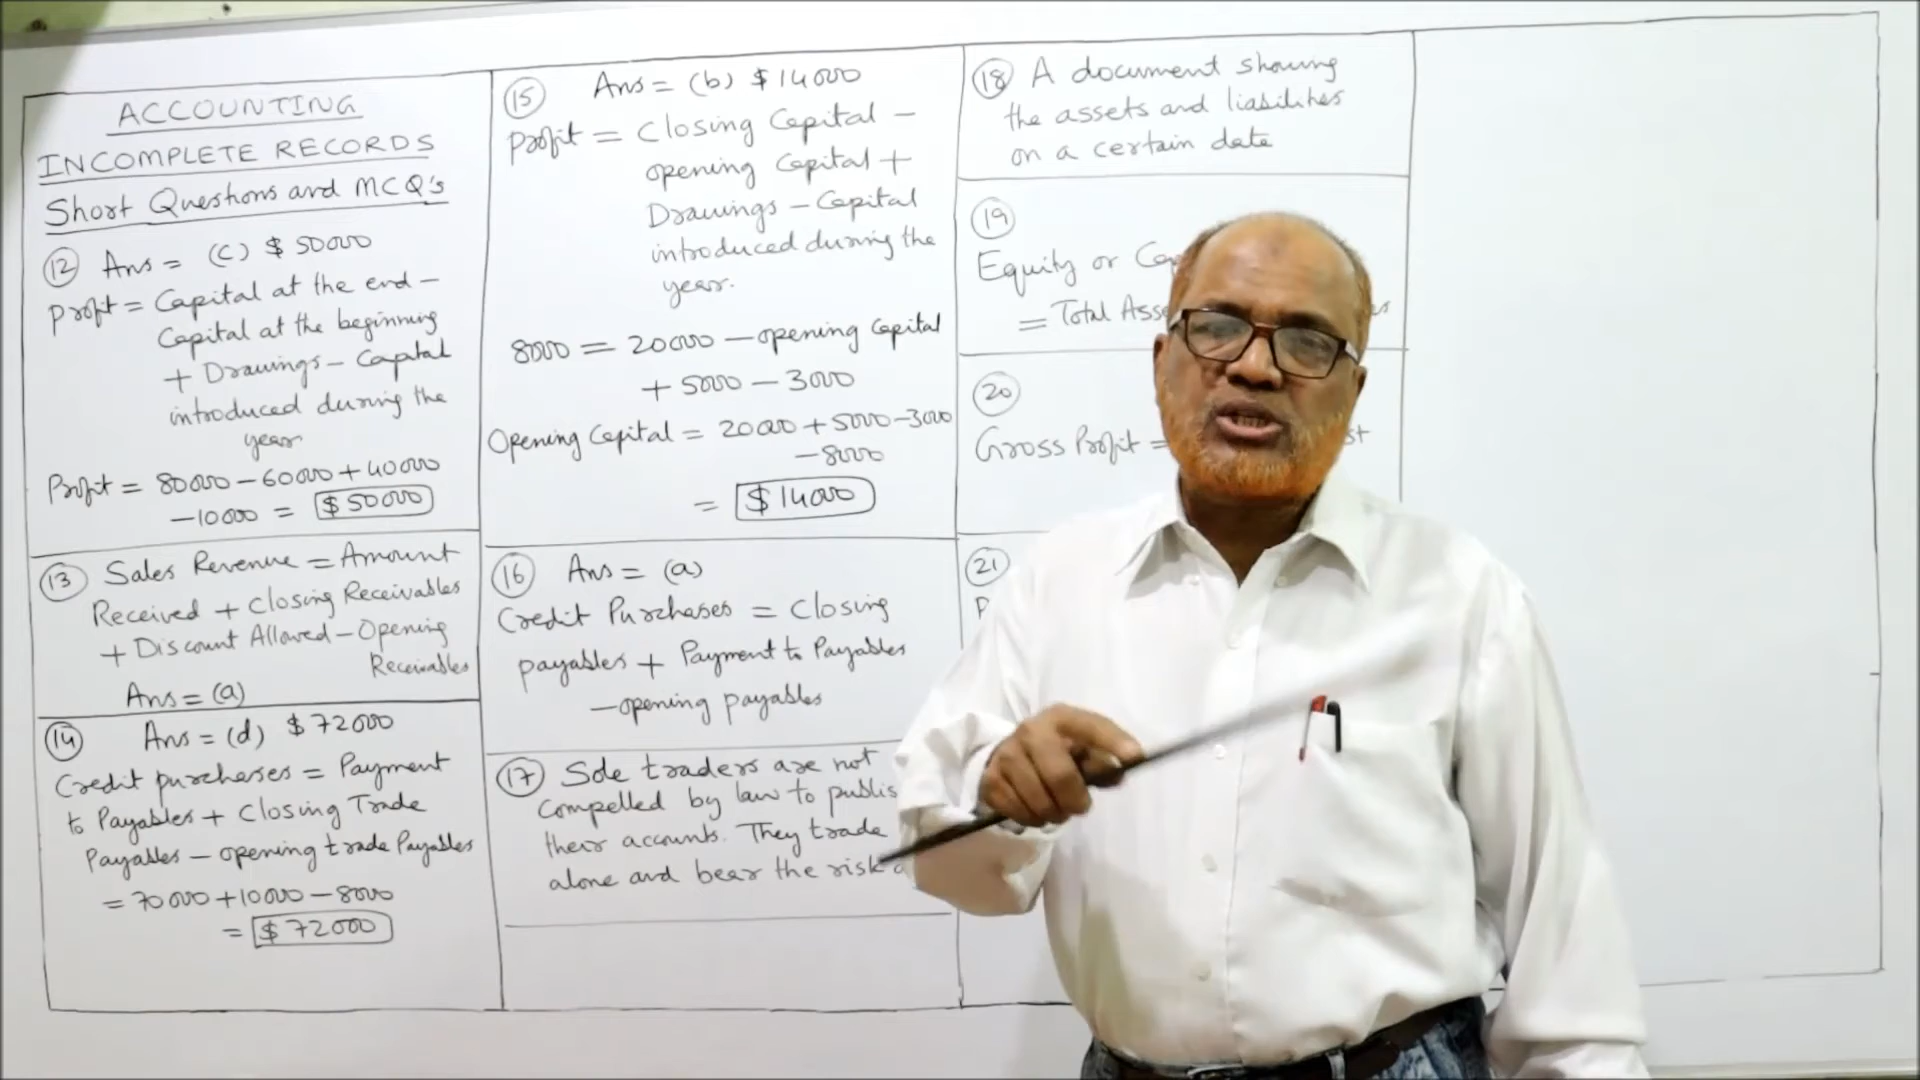 ACCOUNTING
INCOMPLETE RECORDS
Short Questions and MCQ's
12 Ans = (c) $ 50000
Profit = Capital at the end -
Capital at the beginning
+ Drawings - Capital
introduced during the
year.
Profit = 80000 - 60000 + 40000
- 10000 = $ 50000
13 Sales Revenue = Amount
Received + Closing Receivables
+ Discount Allowed - Opening
Receivables
Ans = (a)
14 Ans = (d) $ 72000
Credit purchases = Payment
to Payables + Closing Trade
Payables - opening trade Payables
= 70000 + 10000 - 8000
= $ 72000
15 Ans = (b) $ 14000
Profit = Closing Capital -
opening Capital +
Drawings - Capital
introduced during the
year.
8000 = 20000 - opening Capital
+ 5000 - 3000
Opening Capital = 20000 + 5000 - 3000
- 8000
= $ 14000
16 Ans = (a)
Credit Purchases = Closing
payables + Payment to Payables
- opening payables
17 Sole traders are not
compelled by law to
their accounts. They trade
alone and bear the risk
18 A document showing
the assets and liabilities
on a certain date
19
Equity or
= Total
20
Gross Profit =
21